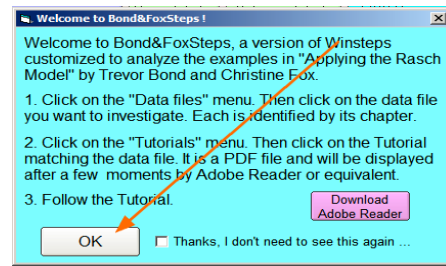 Welcome to Bond&FoxSteps !
Welcome to Bond&FoxSteps, a version of Winsteps
customized to analyze the examples in "Applying the Rasch
Model" by Trevor Bond and Christine Fox.
1. Click on the "Data files" menu. Then click on the data file
you want to investigate. Each is identified by its chapter.
2. Click on the "Tutorials" menu. Then click on the Tutorial
matching the data file. It is a PDF file and will be displayed
after a few moments by Adobe Reader or equivalent.
3. Follow the Tutorial.
Download
Adobe Reader
OK
Thanks, I don't need to see this again ...